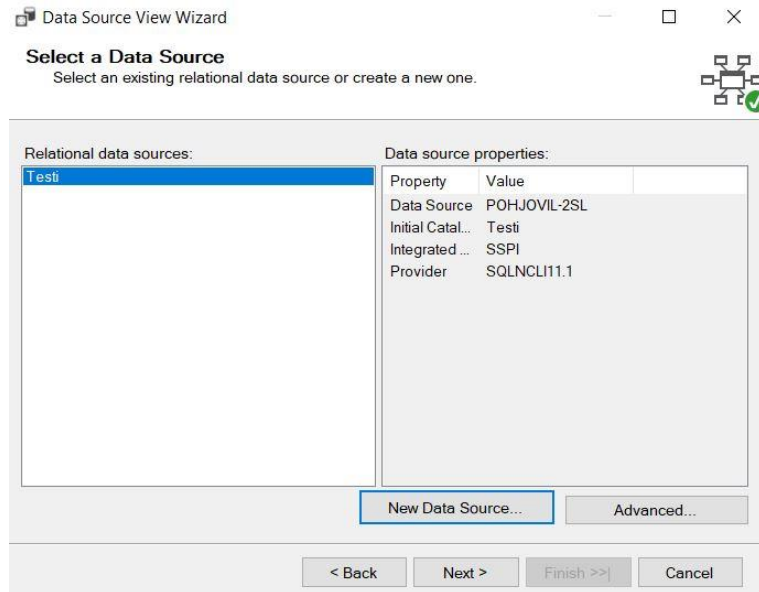 Data Source View Wizard
Select a Data Source
Select an existing relational data source or create a new one.
Relational data sources:
Testi
Data source properties:
Property Value
Data Source POHJOVIL-2SL
Initial Catal... Testi
Integrated ... SSPI
Provider SQLNCLI11.1
New Data Source... Advanced...
< Back Next > Finish >>| Cancel